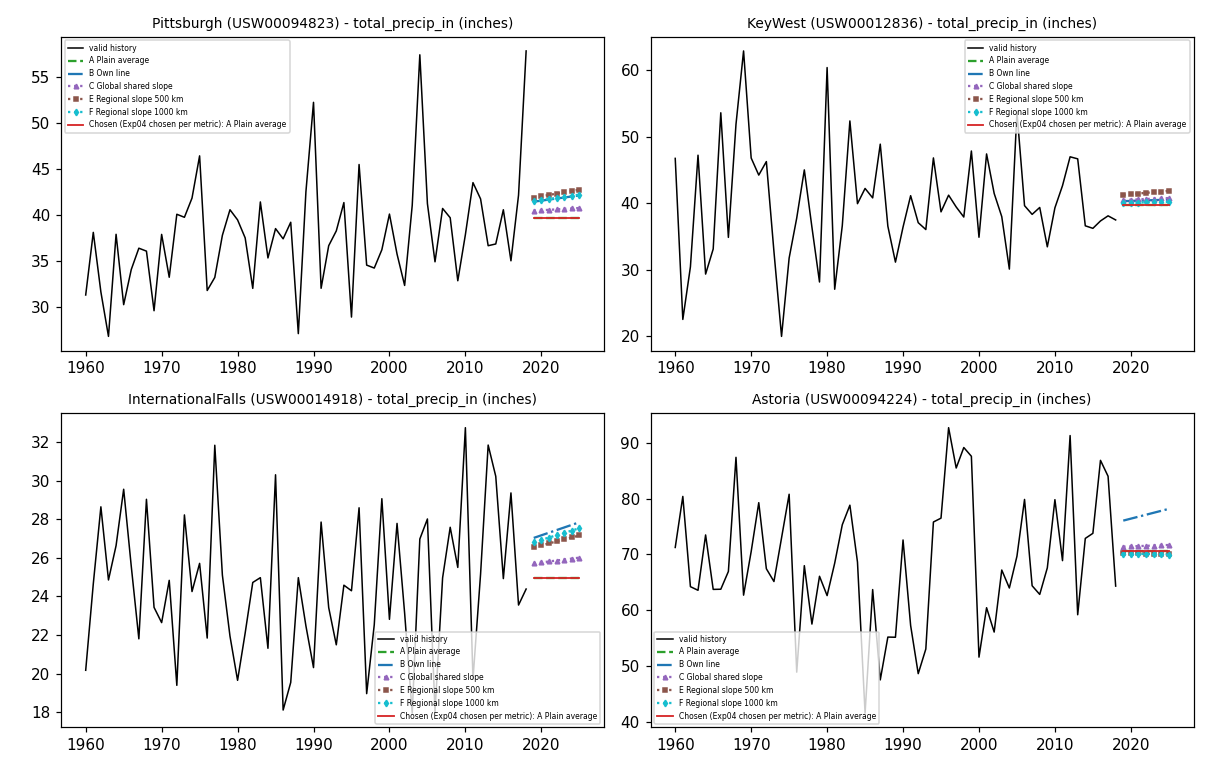 Pittsburgh (USW00094823) - total_precip_in (inches)
valid history
A Plain average
B Own line
C Global shared slope
E Regional slope 500 km
F Regional slope 1000 km
Chosen (Exp04 chosen per metric): A Plain average
55
50
45
40
35
30
1960 1970 1980 1990 2000 2010 2020
KeyWest (USW00012836) - total_precip_in (inches)
valid history
A Plain average
B Own line
C Global shared slope
E Regional slope 500 km
F Regional slope 1000 km
Chosen (Exp04 chosen per metric): A Plain average
60
50
40
30
20
1960 1970 1980 1990 2000 2010 2020
InternationalFalls (USW00014918) - total_precip_in (inches)
32
30
28
26
24
22
20
18
valid history
A Plain average
B Own line
C Global shared slope
E Regional slope 500 km
F Regional slope 1000 km
Chosen (Exp04 chosen per metric): A Plain average
1960 1970 1980 1990 2000 2010 2020
Astoria (USW00094224) - total_precip_in (inches)
90
80
70
60
50
40
valid history
A Plain average
B Own line
C Global shared slope
E Regional slope 500 km
F Regional slope 1000 km
Chosen (Exp04 chosen per metric): A Plain average
1960 1970 1980 1990 2000 2010 2020